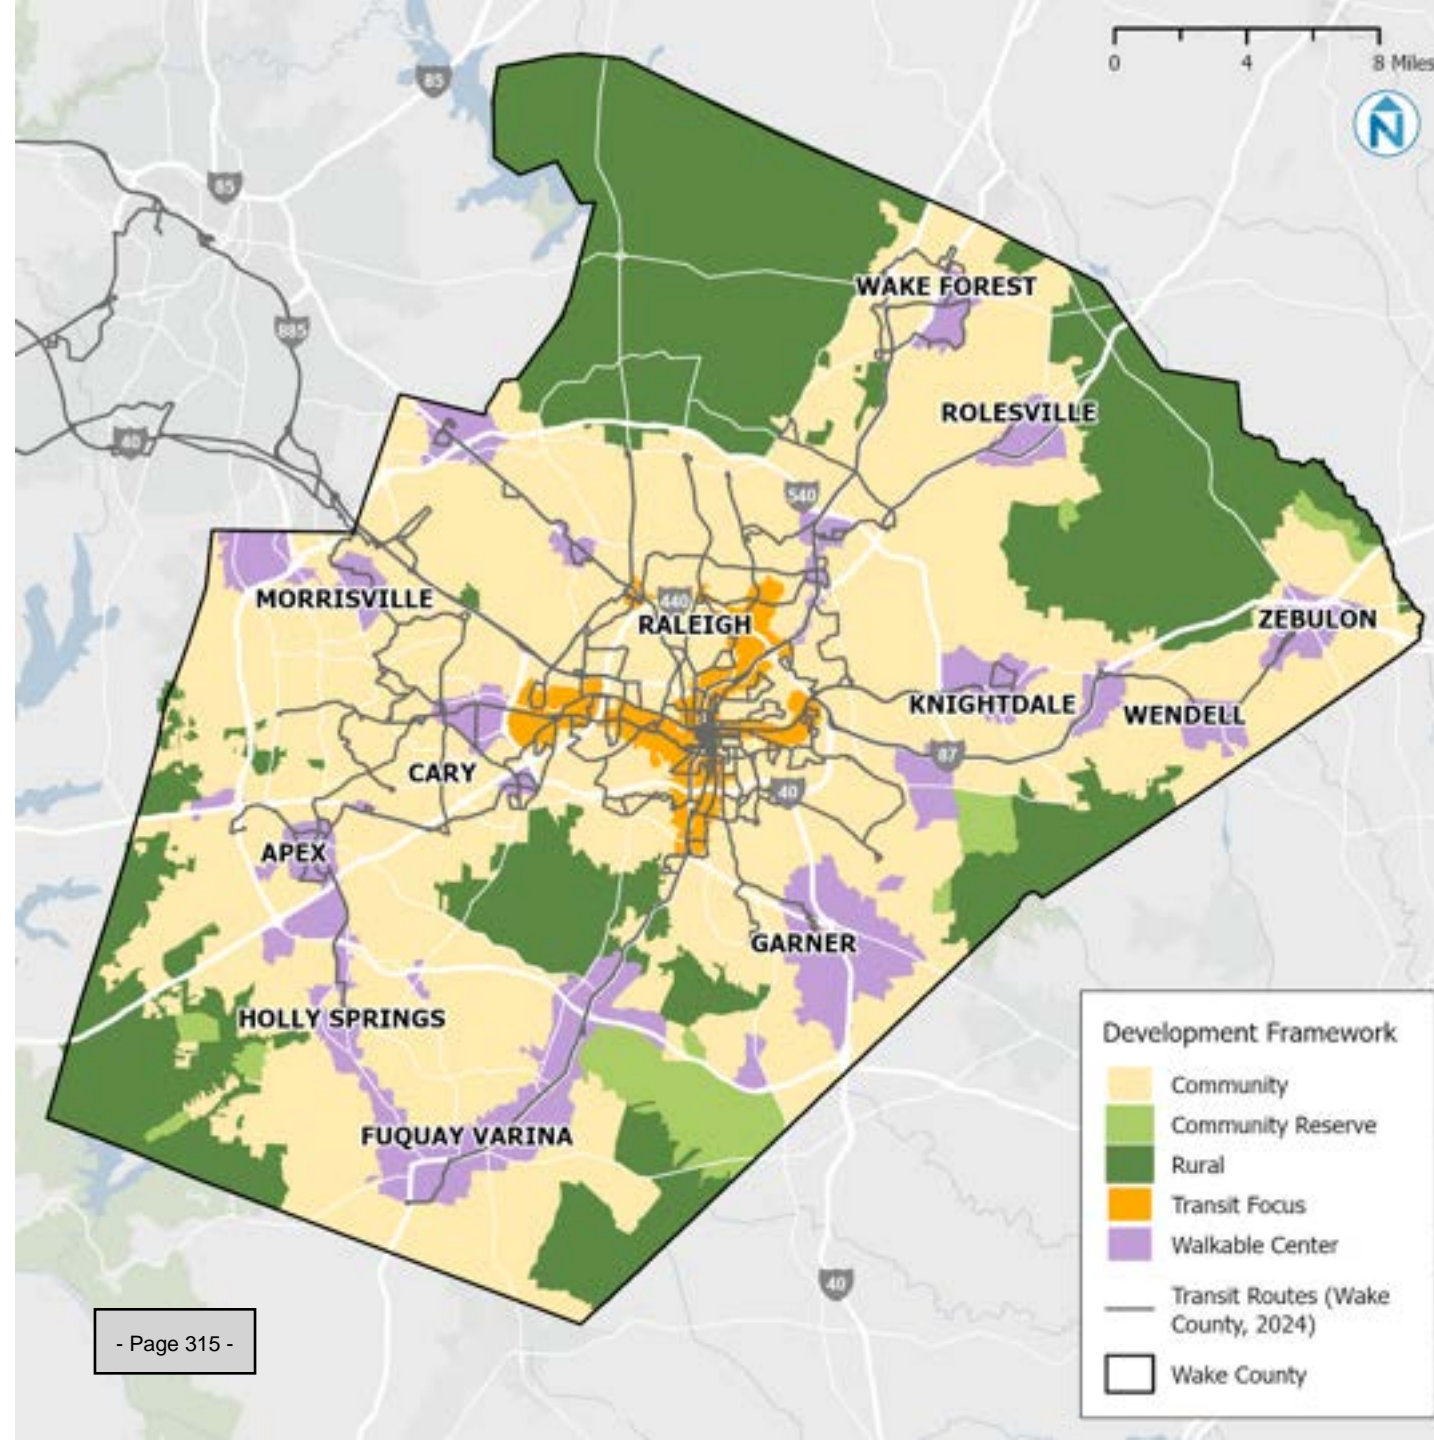 0 4 8 Miles
N
85
85
885
40
WAKE FOREST
ROLESVILLE
540
MORRISVILLE
440
RALEIGH
ZEBULON
KNIGHTDALE
WENDELL
87
CARY
40
APEX
GARNER
HOLLY SPRINGS
FUQUAY VARINA
40
Development Framework
Community
Community Reserve
Rural
Transit Focus
Walkable Center
Transit Routes (Wake
County, 2024)
Wake County
- Page 315 -